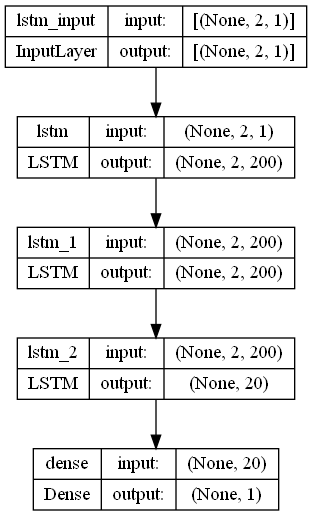 lstm_input input: [(None, 2, 1)]
InputLayer output: [(None, 2, 1)]
lstm input: (None, 2, 1)
LSTM output: (None, 2, 200)
lstm_1 input: (None, 2, 200)
LSTM output: (None, 2, 200)
lstm_2 input: (None, 2, 200)
LSTM output: (None, 20)
dense input: (None, 20)
Dense output: (None, 1)